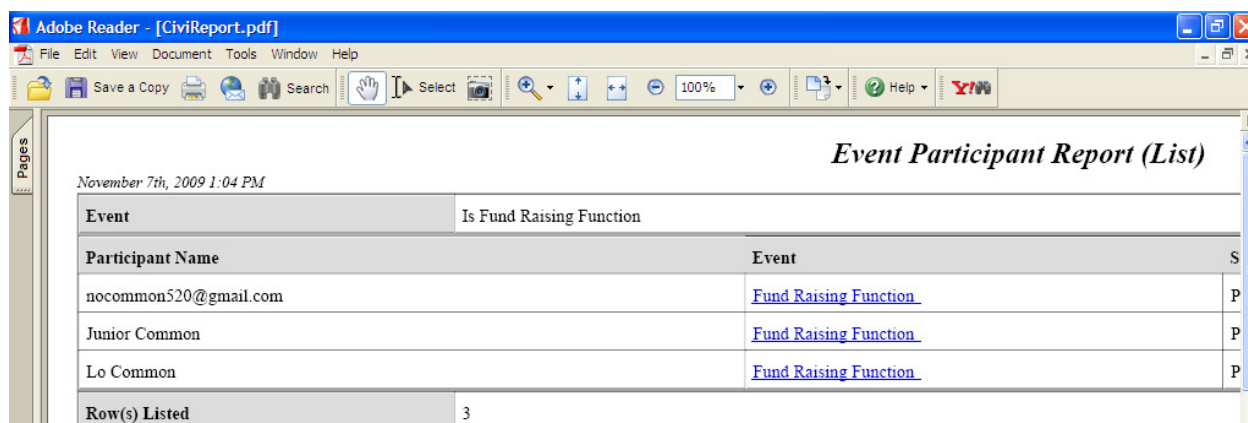 Adobe Reader - [CiviReport.pdf]
File Edit View Document Tools Window Help
Save a Copy Search Select 100% Help Y!
Pages
Event Participant Report (List)
November 7th, 2009 1:04 PM
Event Is Fund Raising Function
Participant Name Event S
nocommon520@gmail.com Fund Raising Function P
Junior Common Fund Raising Function P
Lo Common Fund Raising Function P
Row(s) Listed 3